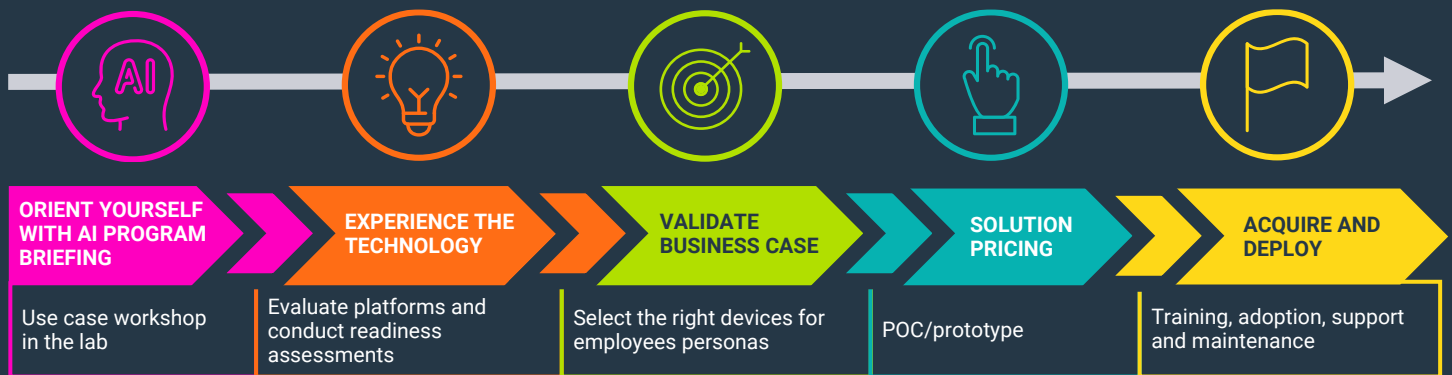 AI
ORIENT YOURSELF
WITH AI PROGRAM
BRIEFING
Use case workshop
in the lab
EXPERIENCE THE
TECHNOLOGY
Evaluate platforms and
conduct readiness
assessments
VALIDATE
BUSINESS CASE
Select the right devices for
employees personas
SOLUTION
PRICING
POC/prototype
ACQUIRE AND
DEPLOY
Training, adoption, support
and maintenance